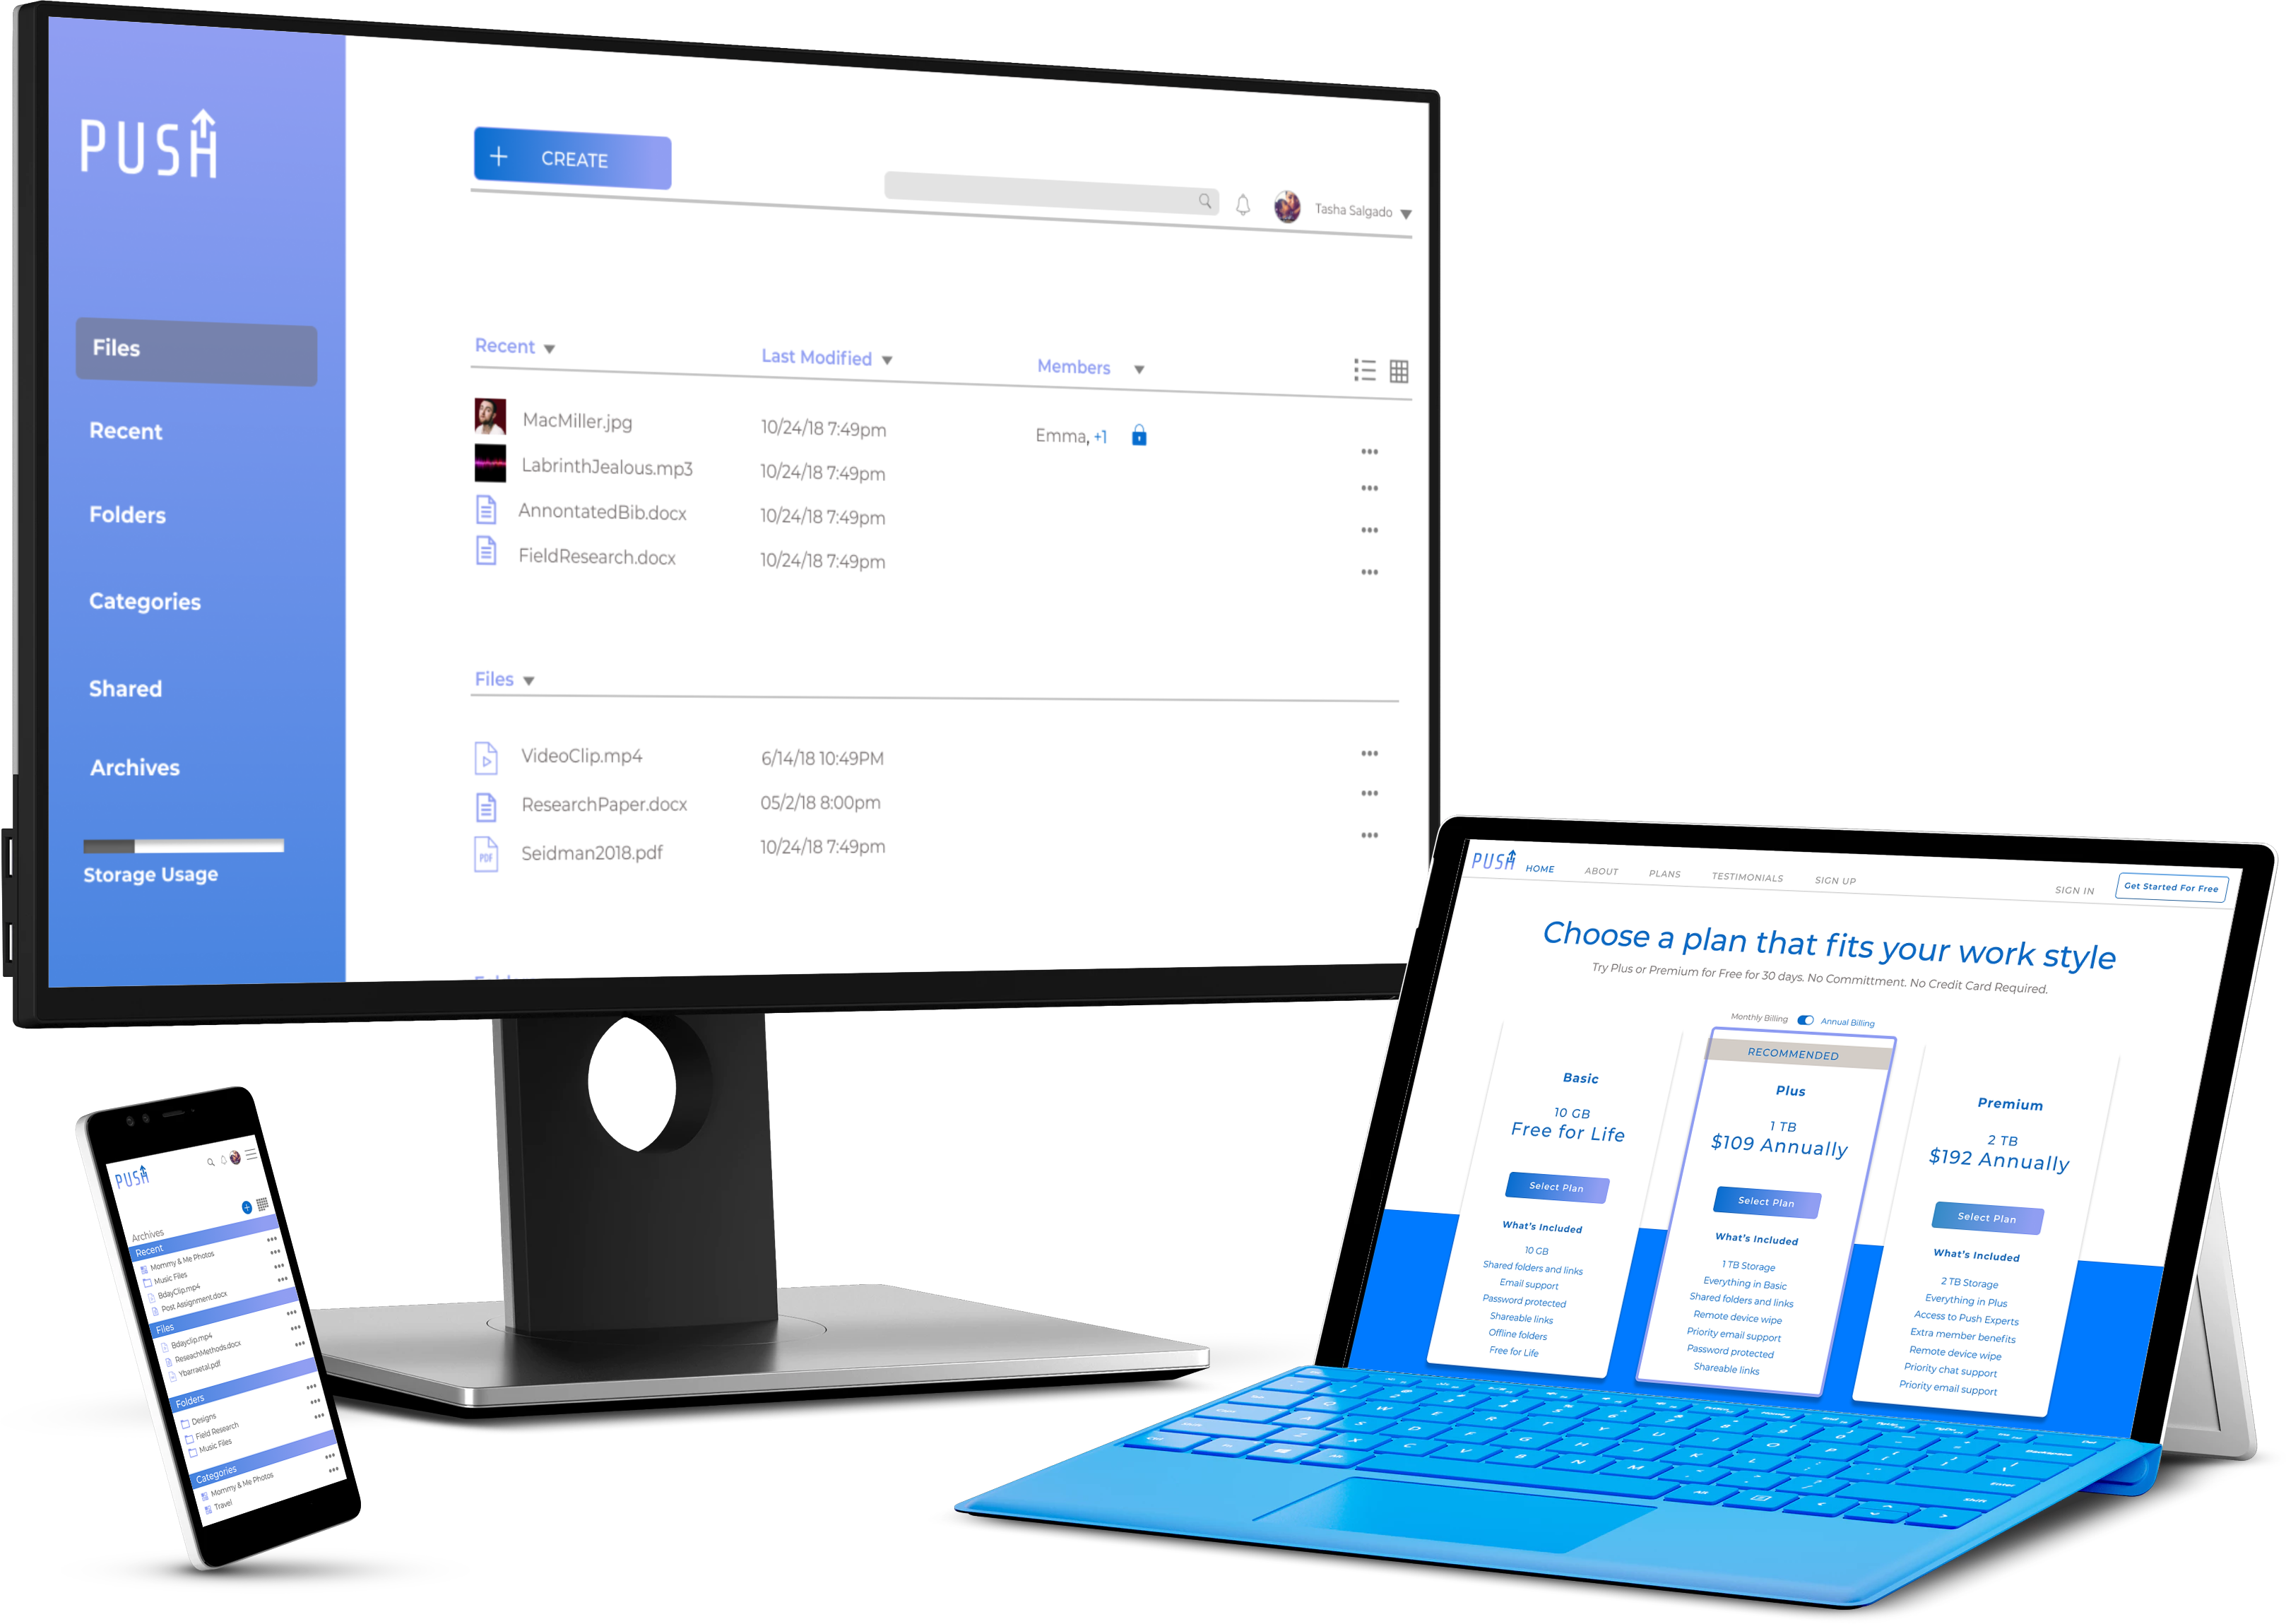 PUSH
Files
Recent
Folders
Categories
Shared
Archives
Storage Usage
+ CREATE
Tasha Salgado
Recent Last Modified Members
MacMiller.jpg 10/24/18 7:49pm Emma, +1
LabrinthJealous.mp3 10/24/18 7:49pm
AnnontatedBib.docx 10/24/18 7:49pm
FieldResearch.docx 10/24/18 7:49pm
Files
VideoClip.mp4 6/14/18 10:49PM
ResearchPaper.docx 05/2/18 8:00pm
PDF Seidman2018.pdf 10/24/18 7:49pm
PUSH
Archives
Recent
Mommy & Me Photos
Music Files
BdayClip.mp4
Post Assignment.docx
Files
Bdayclip.mp4
ReseachMethods.docx
Ybarraetal.pdf
Folders
Designs
Field Research
Music Files
Categories
Mommy & Me Photos
Travel
PUSH HOME ABOUT PLANS TESTIMONIALS SIGN UP SIGN IN Get Started For Free
Choose a plan that fits your work style
Try Plus or Premium for Free for 30 days. No Committment. No Credit Card Required.
Monthly Billing Annual Billing
Basic
10 GB
Free for Life
Select Plan
What's Included
10 GB
Shared folders and links
Email support
Password protected
Shareable links
Offline folders
Free for Life
RECOMMENDED
Plus
1 TB
$109 Annually
Select Plan
What's Included
1 TB Storage
Everything in Basic
Shared folders and links
Remote device wipe
Priority email support
Password protected
Shareable links
Premium
2 TB
$192 Annually
Select Plan
What's Included
2 TB Storage
Everything in Plus
Access to Push Experts
Extra member benefits
Remote device wipe
Priority chat support
Priority email support